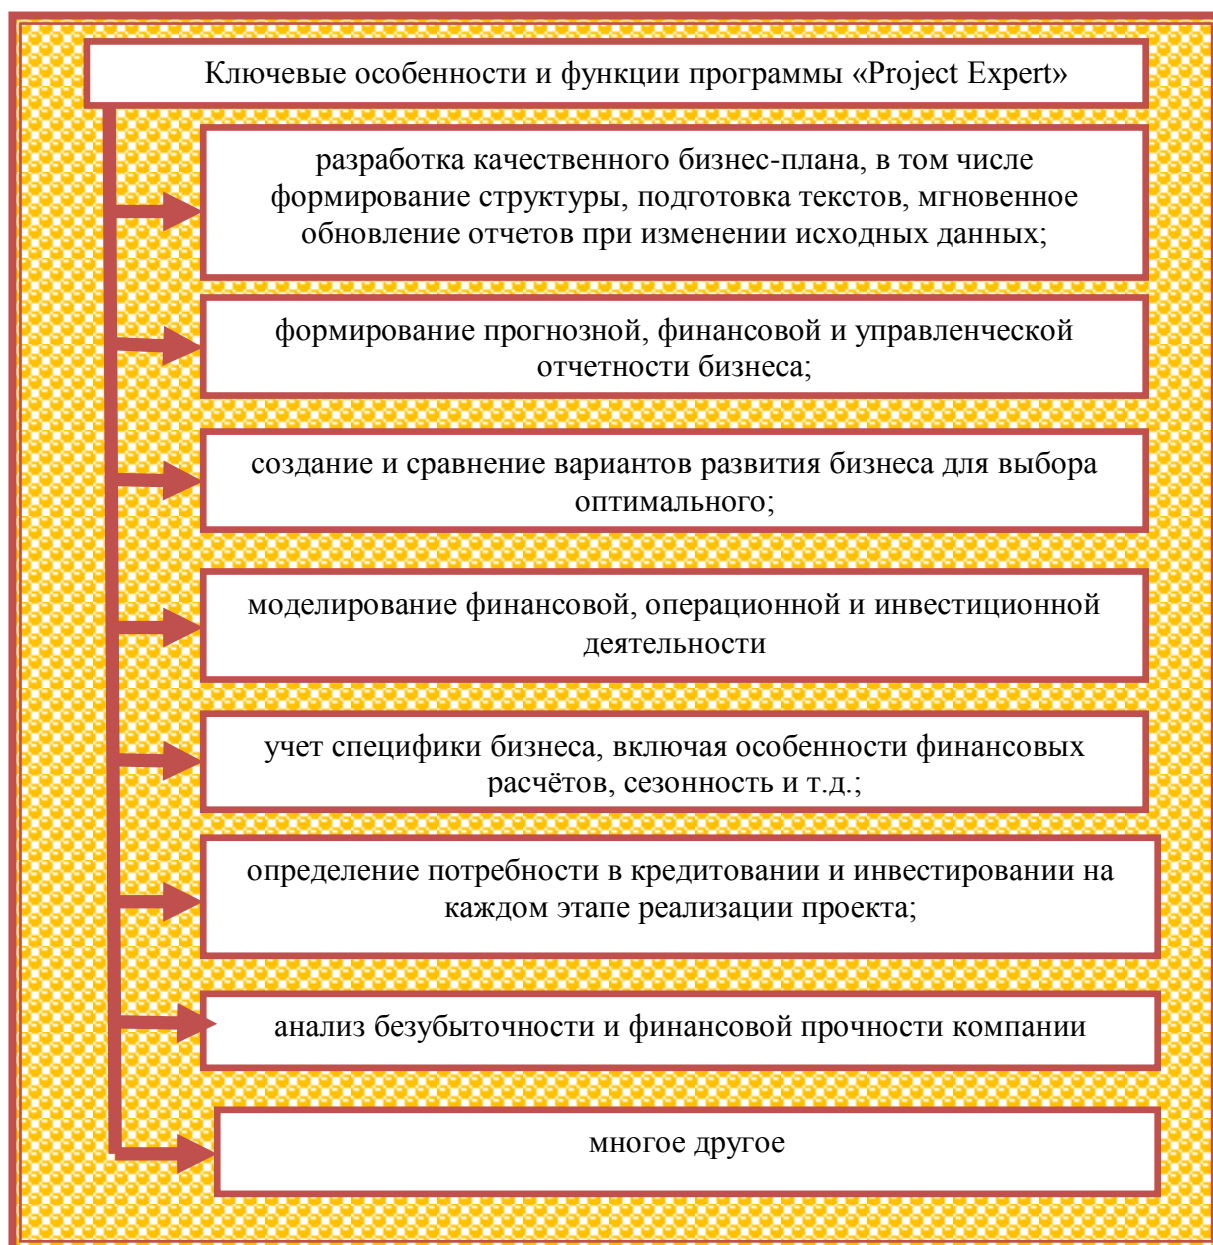 Ключевые особенности и функции программы «Project Expert»
разработка качественного бизнес-плана, в том числе
формирование структуры, подготовка текстов, мгновенное
обновление отчетов при изменении исходных данных;
формирование прогнозной, финансовой и управленческой
отчетности бизнеса;
создание и сравнение вариантов развития бизнеса для выбора
оптимального;
моделирование финансовой, операционной и инвестиционной
деятельности
учет специфики бизнеса, включая особенности финансовых
расчётов, сезонность и т.д.;
определение потребности в кредитовании и инвестировании на
каждом этапе реализации проекта;
анализ безубыточности и финансовой прочности компании
многое другое